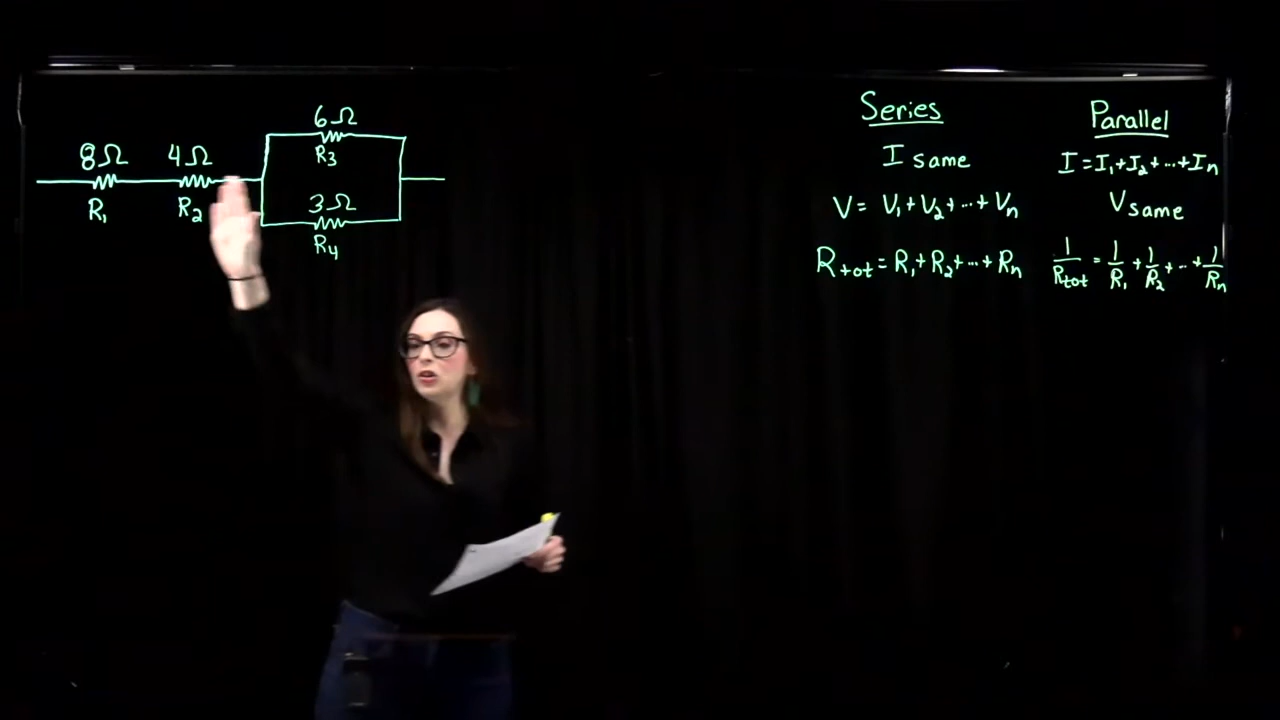 8Ω
R1
4Ω
R2
6Ω
R3
3Ω
R4
Series
I same
V = V1 + V2 + ... + Vn
Rtot = R1 + R2 + ... + Rn
Parallel
I = I1 + I2 + ... + In
V same
1/Rtot = 1/R1 + 1/R2 + ... + 1/Rn